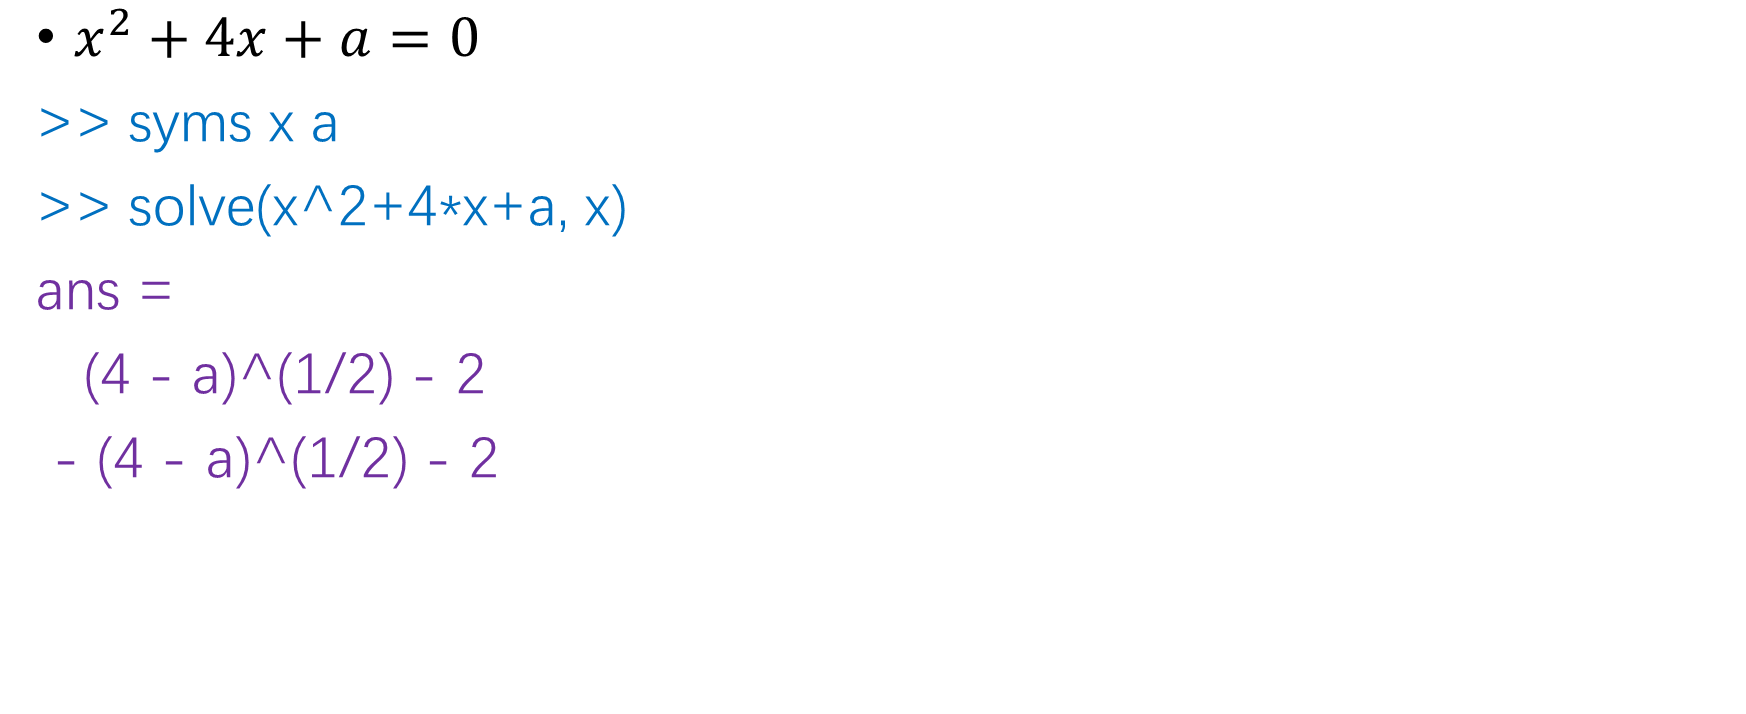 • x² + 4x + a = 0
>> syms x a
>> solve(x^2+4*x+a, x)
ans =
(4 - a)^(1/2) - 2
- (4 - a)^(1/2) - 2